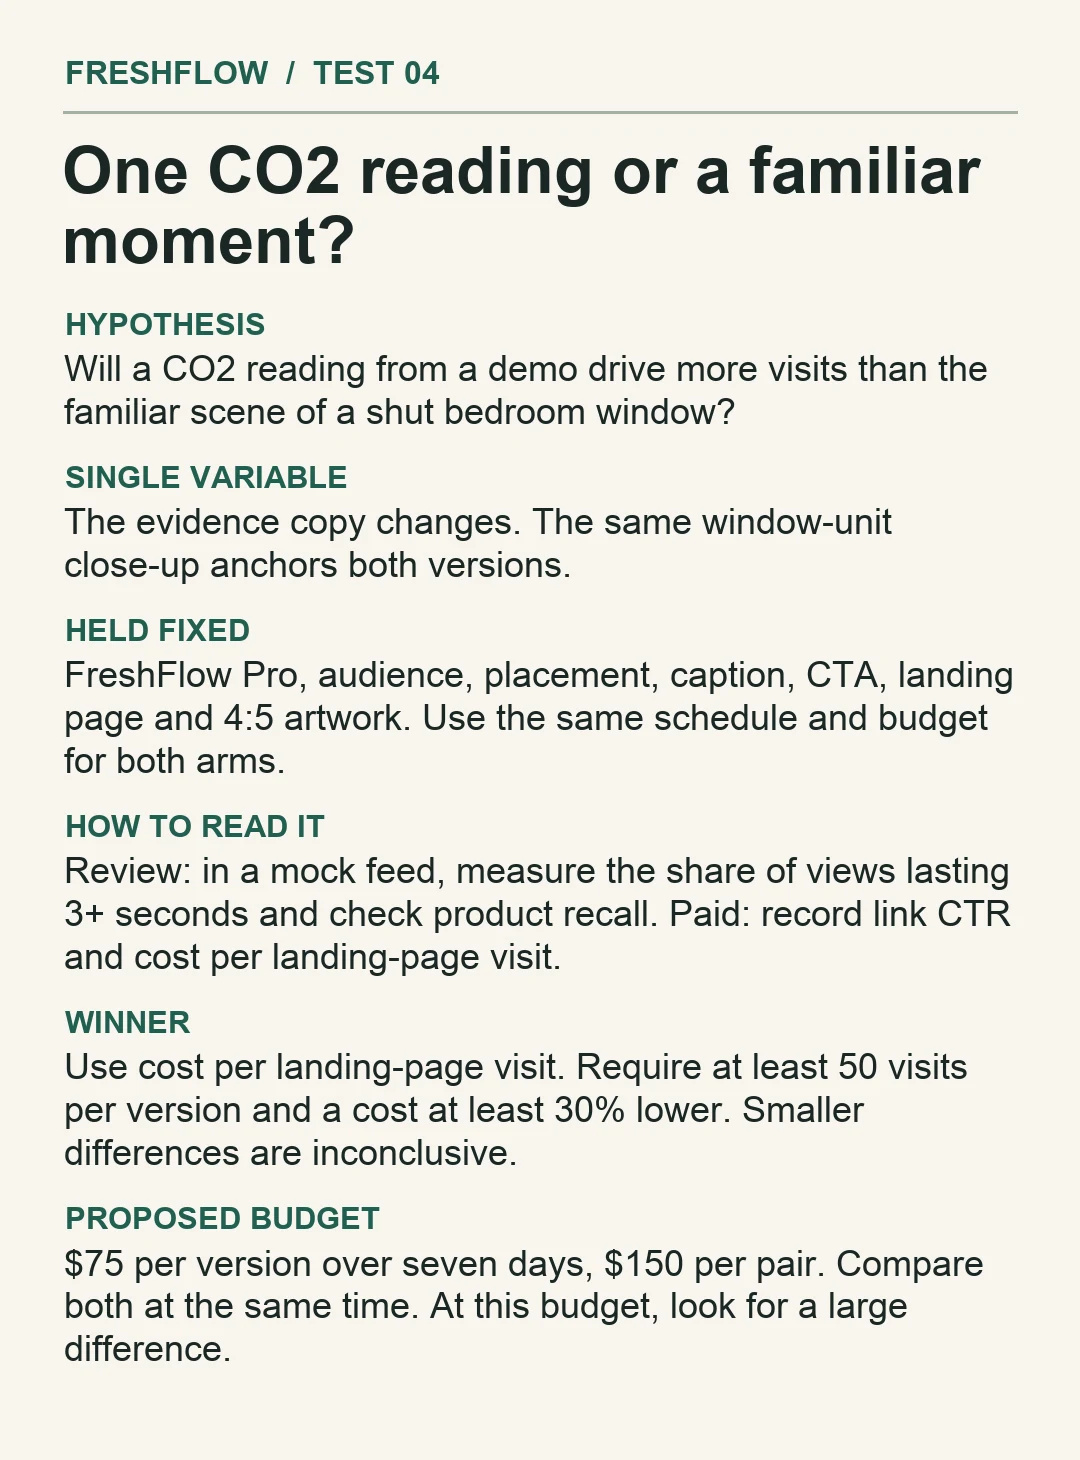 FRESHFLOW / TEST 04
One CO2 reading or a familiar
moment?
HYPOTHESIS
Will a CO2 reading from a demo drive more visits than the
familiar scene of a shut bedroom window?
SINGLE VARIABLE
The evidence copy changes. The same window-unit
close-up anchors both versions.
HELD FIXED
FreshFlow Pro, audience, placement, caption, CTA, landing
page and 4:5 artwork. Use the same schedule and budget
for both arms.
HOW TO READ IT
Review: in a mock feed, measure the share of views lasting
3+ seconds and check product recall. Paid: record link CTR
and cost per landing-page visit.
WINNER
Use cost per landing-page visit. Require at least 50 visits
per version and a cost at least 30% lower. Smaller
differences are inconclusive.
PROPOSED BUDGET
$75 per version over seven days, $150 per pair. Compare
both at the same time. At this budget, look for a large
difference.